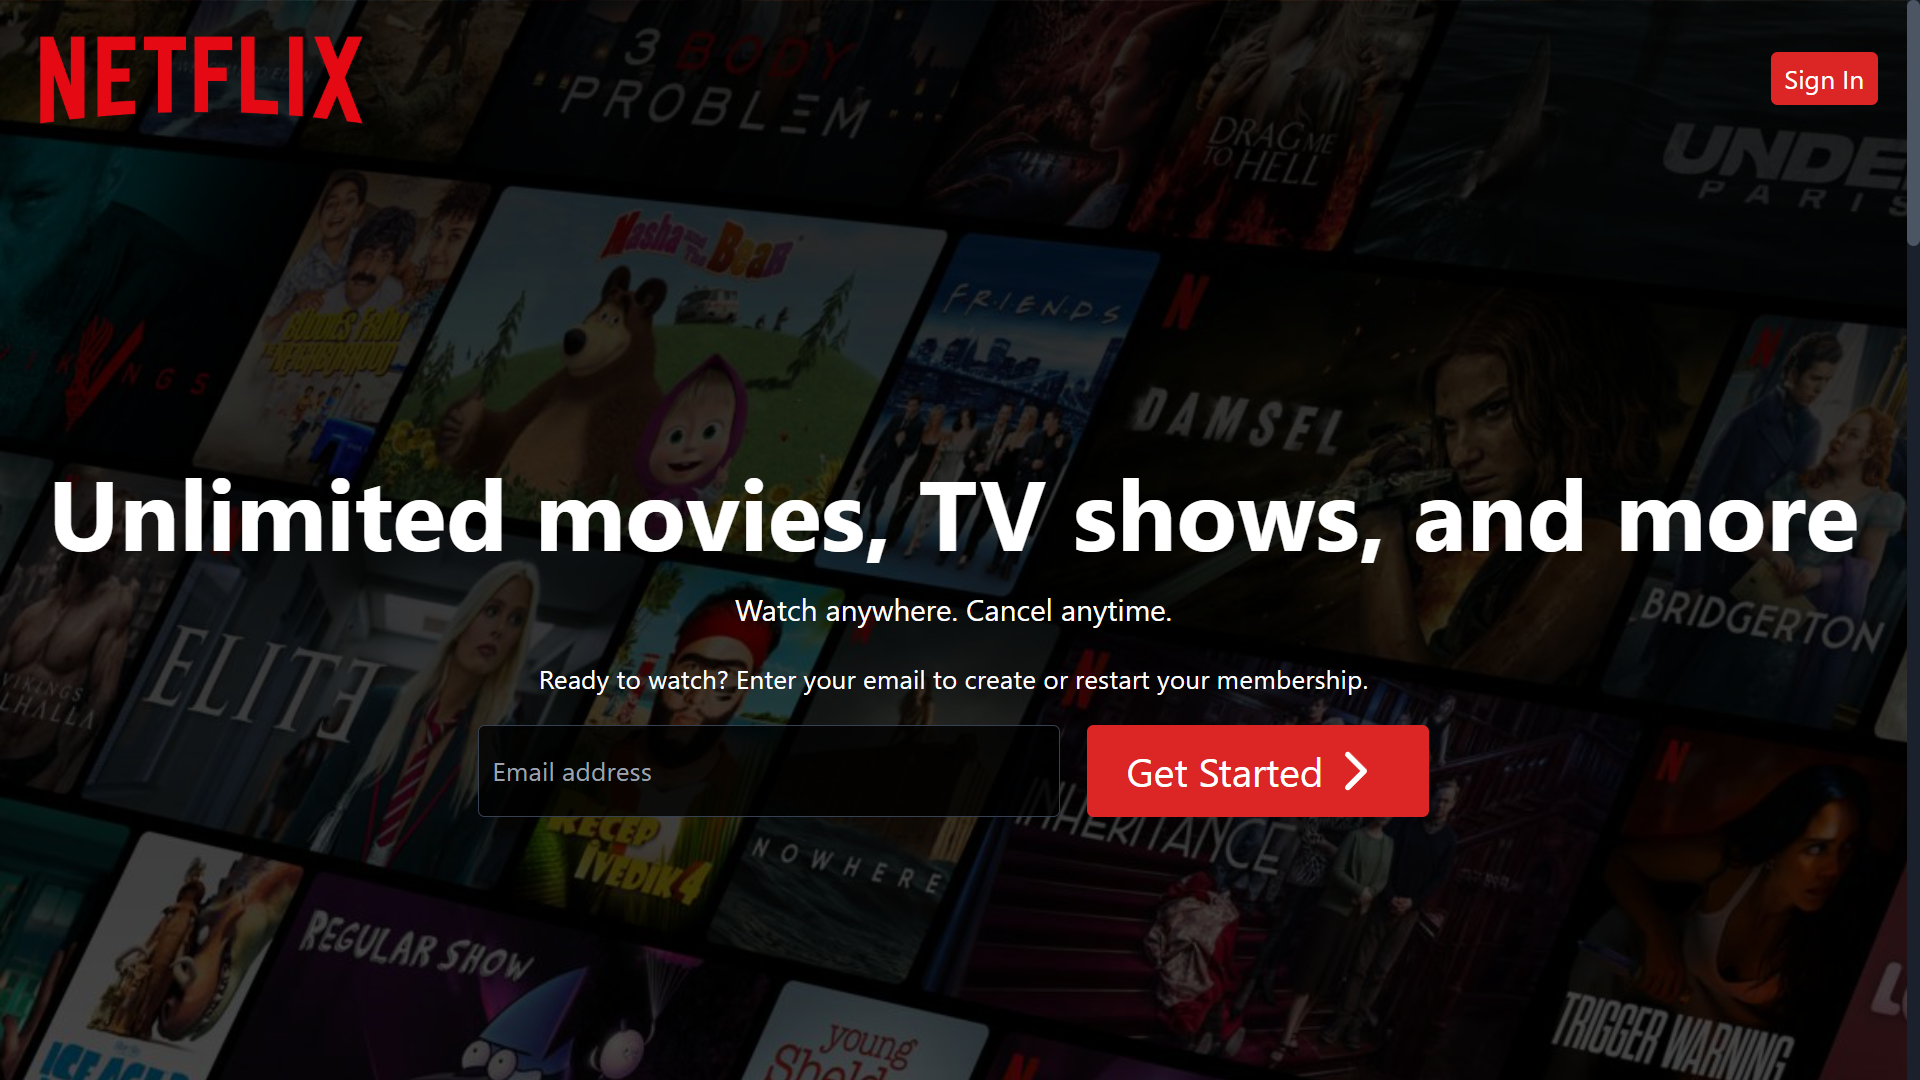 NETFLIX
Sign In
3 BODY
PROBLEM
DRAG ME
TO HELL
UNDE
PARIS
VIKINGS
Masha and The Bear
FRIENDS
DAMSEL
Unlimited movies, TV shows, and more
Watch anywhere. Cancel anytime.
Ready to watch? Enter your email to create or restart your membership.
Email address
Get Started
BRIDGERTON
ELITE
VIKINGS
LHALLA
RECEP
İVEDİK 4
NOWHERE
INHERITANCE
REGULAR SHOW
ICE AGE
young
Sheld
TRIGGER WARNING